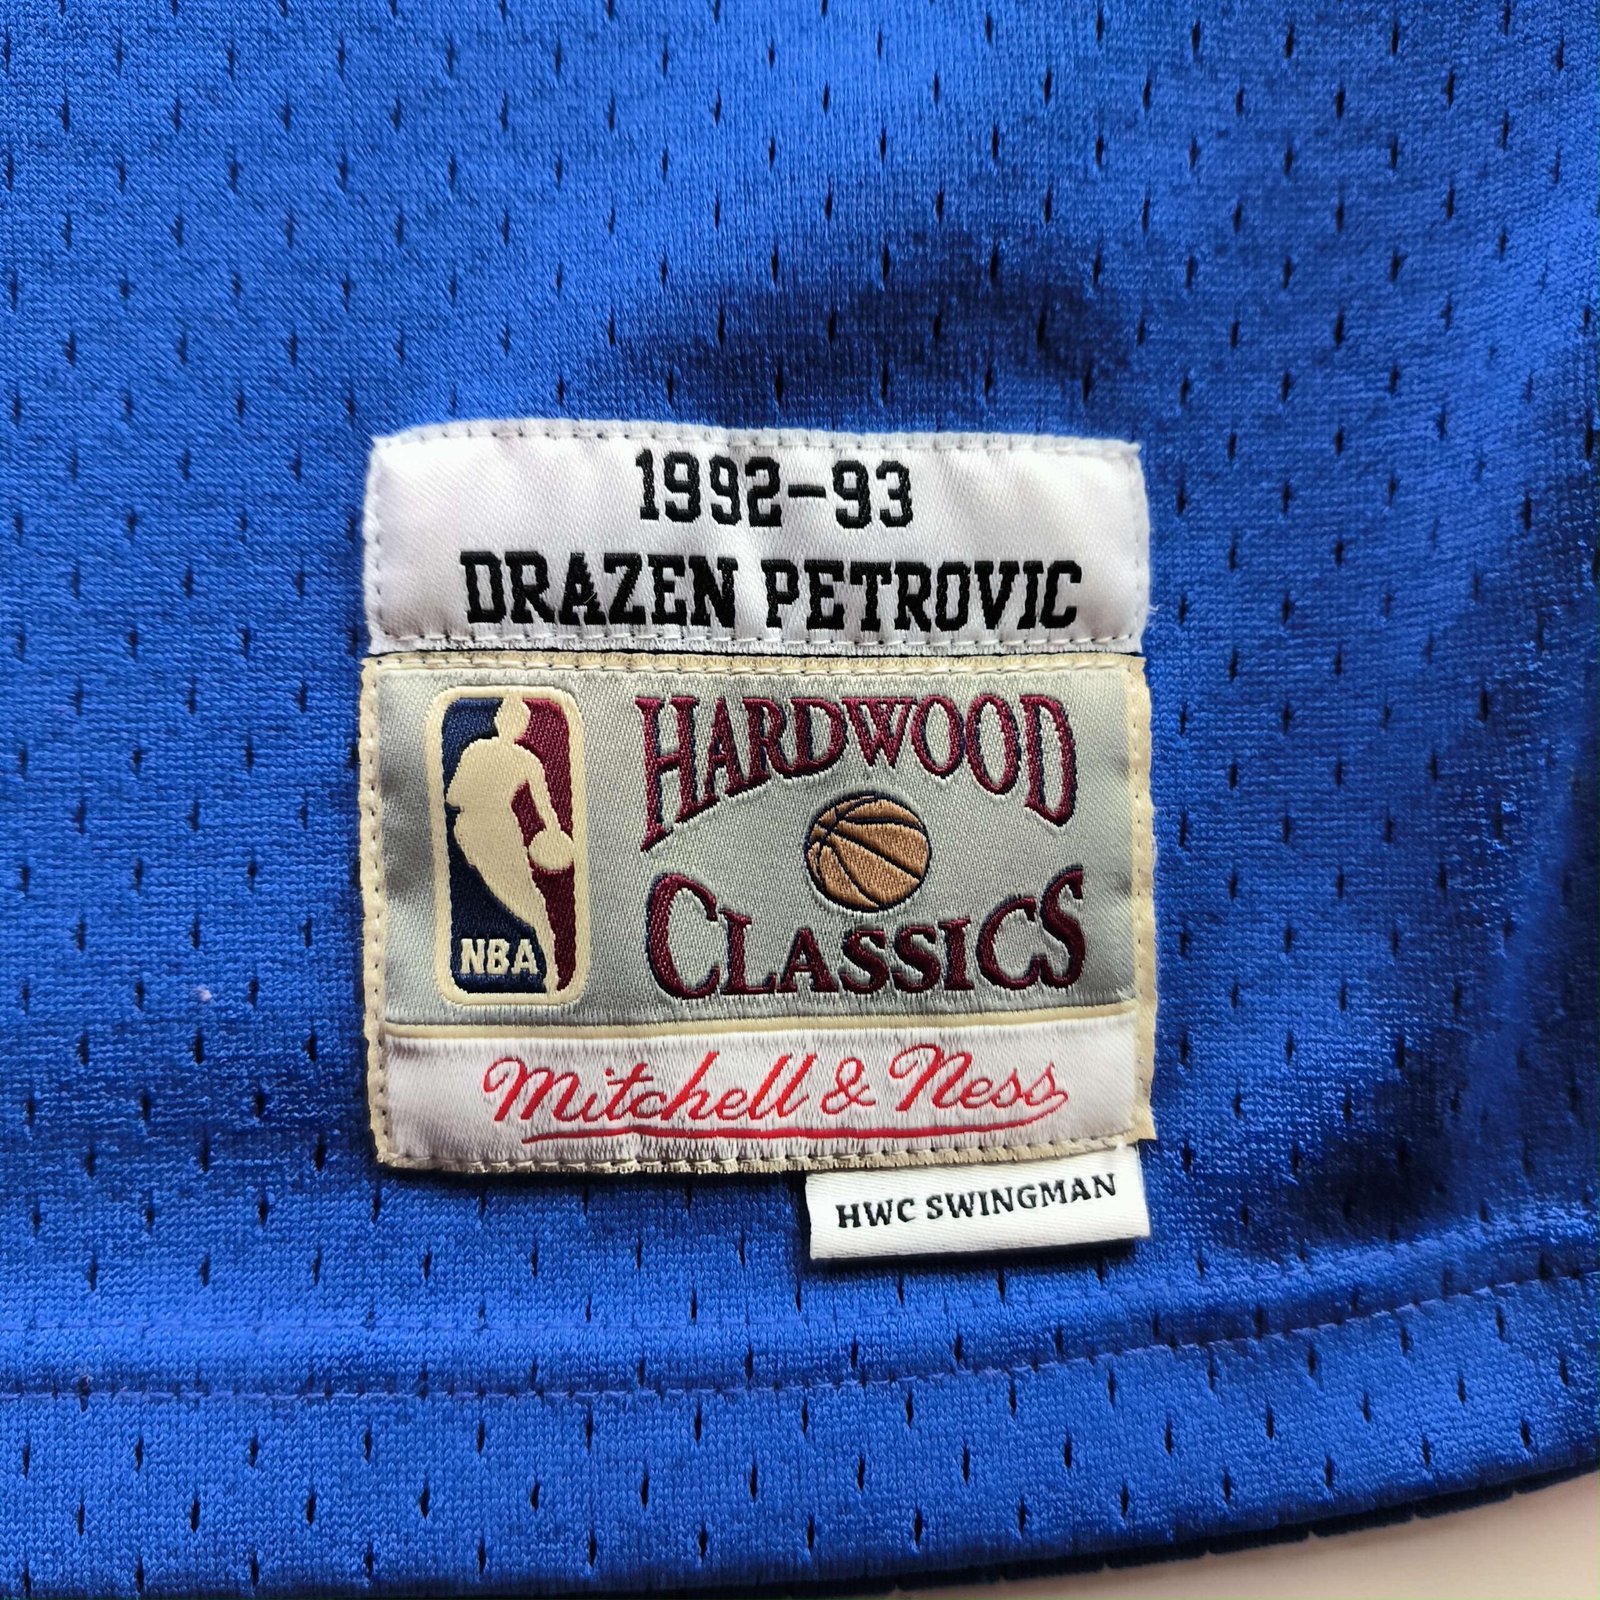 1992-93
DRAZEN PETROVIC
NBA
HARDWOOD
CLASSICS
Mitchell & Ness
HWC SWINGMAN